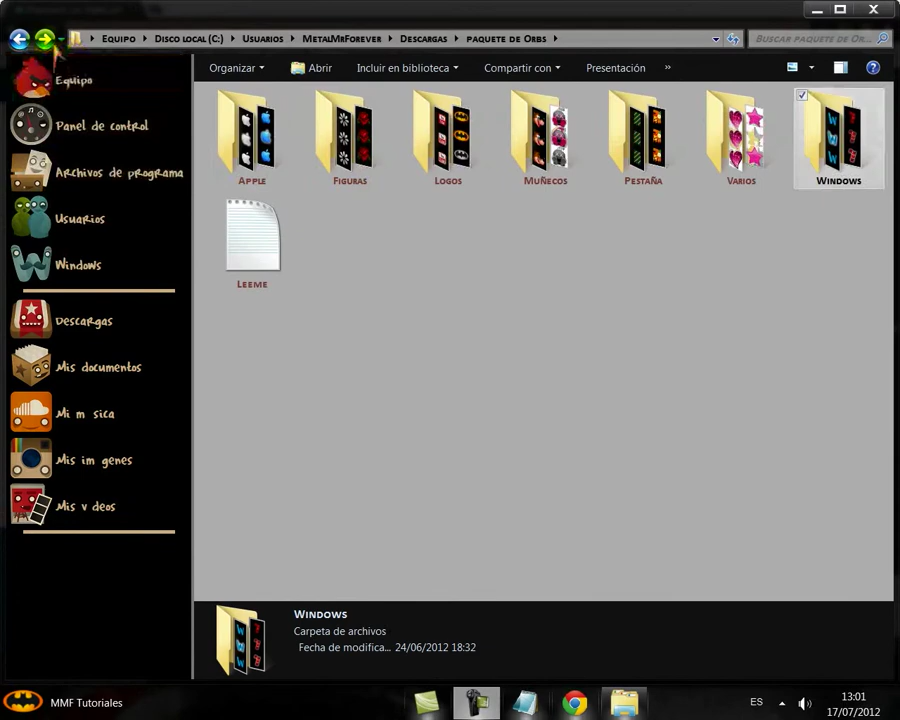 Equipo ▸ Disco local (C:) ▸ Usuarios ▸ MetalMrForever ▸ Descargas ▸ paquete de Orbs ▸ Buscar paquete de Or...
Organizar Abrir Incluir en biblioteca Compartir con Presentación »
Equipo
Panel de control
Archivos de programa
Usuarios
Windows
Descargas
Mis documentos
Mi m sica
Mis im genes
Mis v deos
Apple Figuras Logos Muñecos Pestaña Varios Windows
Leeme
Windows
Carpeta de archivos
Fecha de modifica... 24/06/2012 18:32
MMF Tutoriales
ES
13:01
17/07/2012